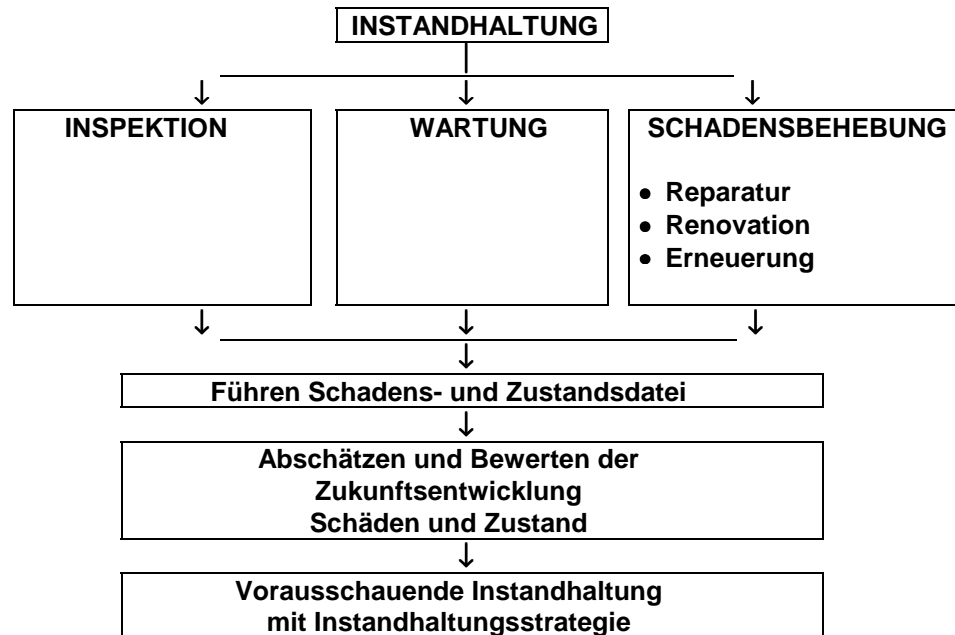 INSTANDHALTUNG
INSPEKTION
WARTUNG
SCHADENSBEHEBUNG
• Reparatur
• Renovation
• Erneuerung
Führen Schadens- und Zustandsdatei
Abschätzen und Bewerten der
Zukunftsentwicklung
Schäden und Zustand
Vorausschauende Instandhaltung
mit Instandhaltungsstrategie